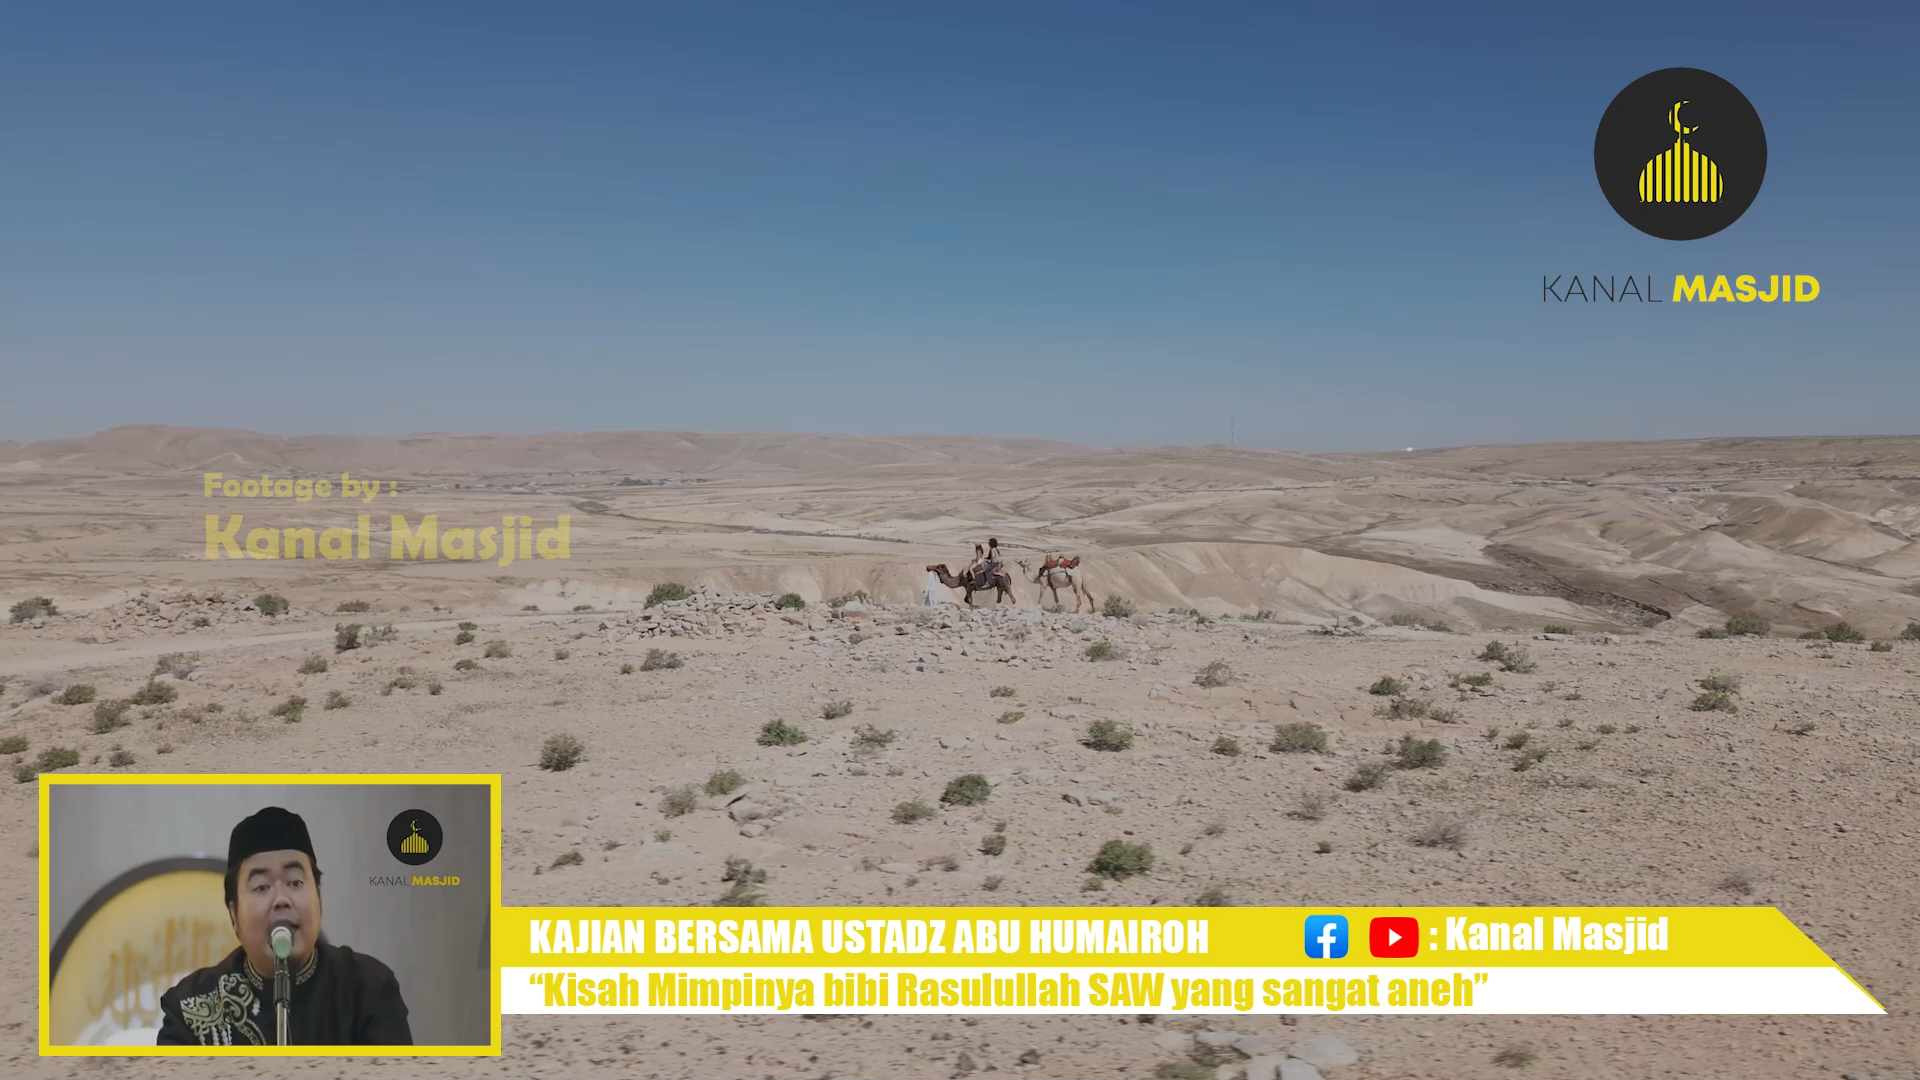 KANAL MASJID
Footage by :
Kanal Masjid
KANAL MASJID
KAJIAN BERSAMA USTADZ ABU HUMAIROH
: Kanal Masjid
“Kisah Mimpinya bibi Rasulullah SAW yang sangat aneh”